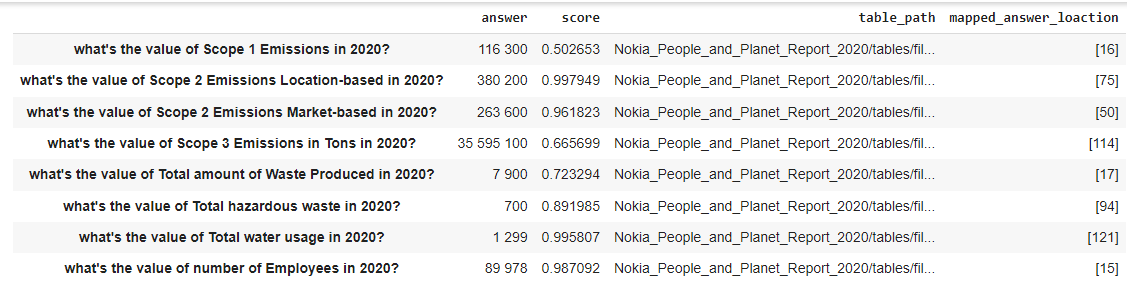 answer score table_path mapped_answer_loaction
what's the value of Scope 1 Emissions in 2020? 116 300 0.502653 Nokia_People_and_Planet_Report_2020/tables/fil... [16]
what's the value of Scope 2 Emissions Location-based in 2020? 380 200 0.997949 Nokia_People_and_Planet_Report_2020/tables/fil... [75]
what's the value of Scope 2 Emissions Market-based in 2020? 263 600 0.961823 Nokia_People_and_Planet_Report_2020/tables/fil... [50]
what's the value of Scope 3 Emissions in Tons in 2020? 35 595 100 0.665699 Nokia_People_and_Planet_Report_2020/tables/fil... [114]
what's the value of Total amount of Waste Produced in 2020? 7 900 0.723294 Nokia_People_and_Planet_Report_2020/tables/fil... [17]
what's the value of Total hazardous waste in 2020? 700 0.891985 Nokia_People_and_Planet_Report_2020/tables/fil... [94]
what's the value of Total water usage in 2020? 1 299 0.995807 Nokia_People_and_Planet_Report_2020/tables/fil... [121]
what's the value of number of Employees in 2020? 89 978 0.987092 Nokia_People_and_Planet_Report_2020/tables/fil... [15]